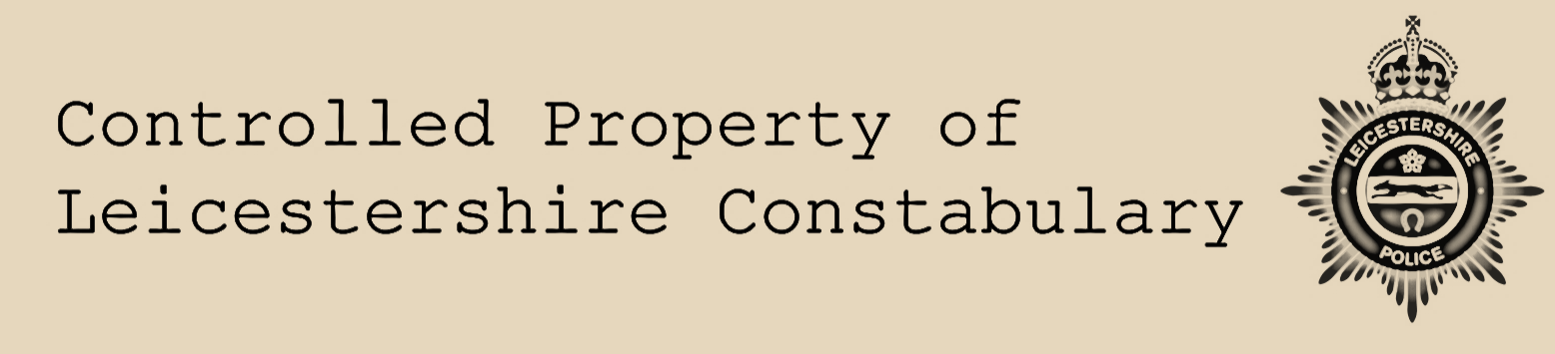 Controlled Property of
Leicestershire Constabulary
LEICESTERSHIRE
POLICE